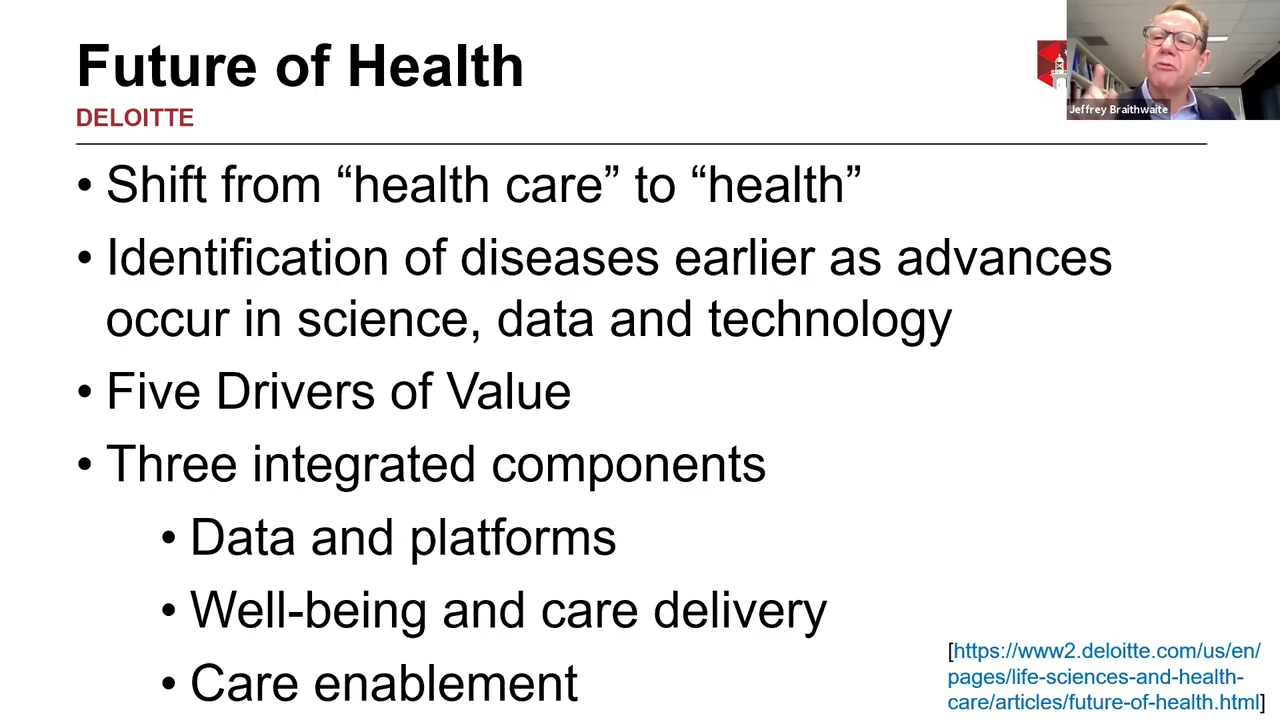 Future of Health
DELOITTE
Jeffrey Braithwaite
• Shift from “health care” to “health”
• Identification of diseases earlier as advances
occur in science, data and technology
• Five Drivers of Value
• Three integrated components
• Data and platforms
• Well-being and care delivery
• Care enablement
[https://www2.deloitte.com/us/en/
pages/life-sciences-and-health-
care/articles/future-of-health.html]